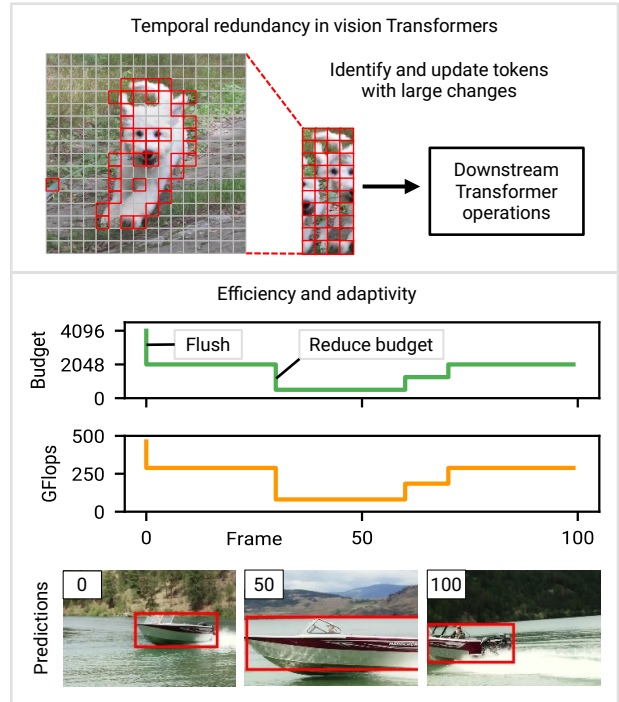 Temporal redundancy in vision Transformers
Identify and update tokens
with large changes
Downstream
Transformer
operations
Efficiency and adaptivity
Budget
4096
2048
0
Flush
Reduce budget
GFlops
500
250
0
0
Frame
50
100
Predictions
0
50
100